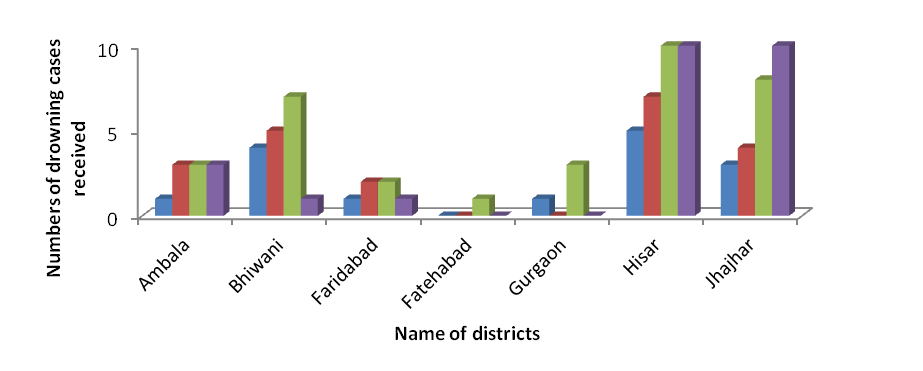 Numbers of drowning cases
received
10
5
0
Ambala
Bhiwani
Faridabad
Fatehabad
Gurgaon
Hisar
Jhajhar
Name of districts